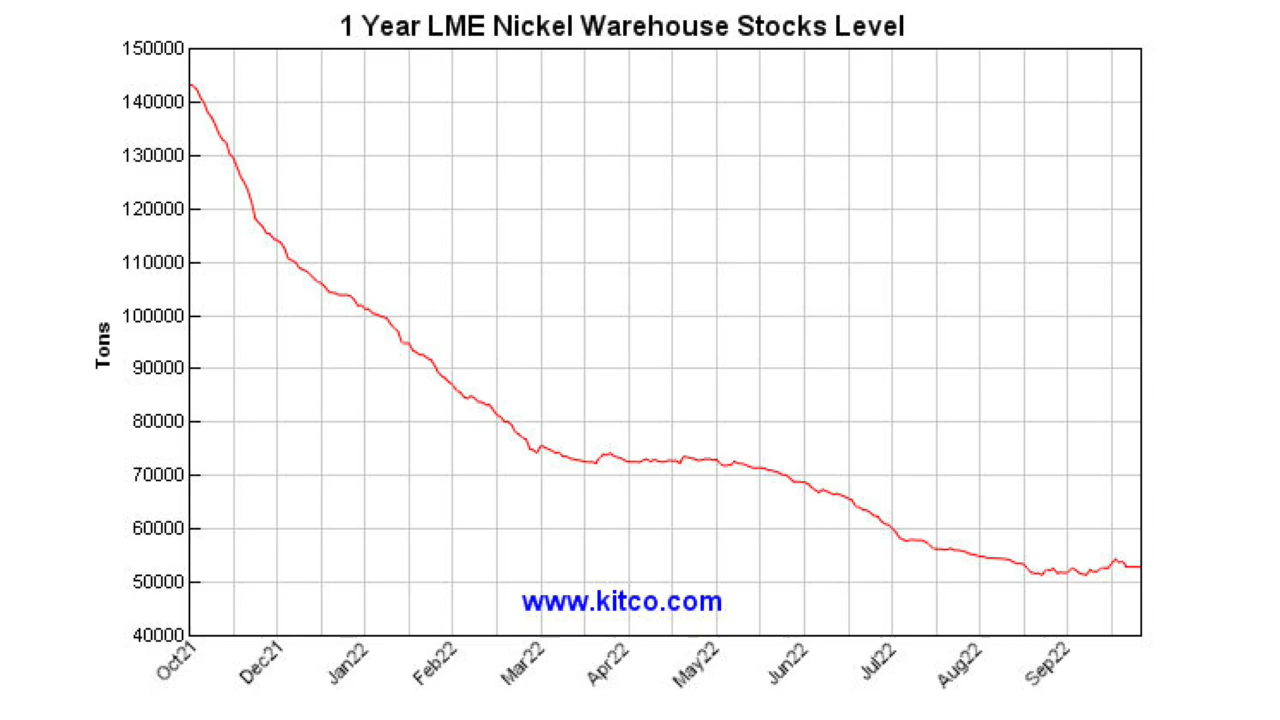 1 Year LME Nickel Warehouse Stocks Level
150000
140000
130000
120000
110000
100000
90000
80000
70000
60000
50000
40000
Tons
www.kitco.com
Oct21
Dec21
Jan22
Feb22
Mar22
Apr22
May22
Jun22
Jul22
Aug22
Sep22